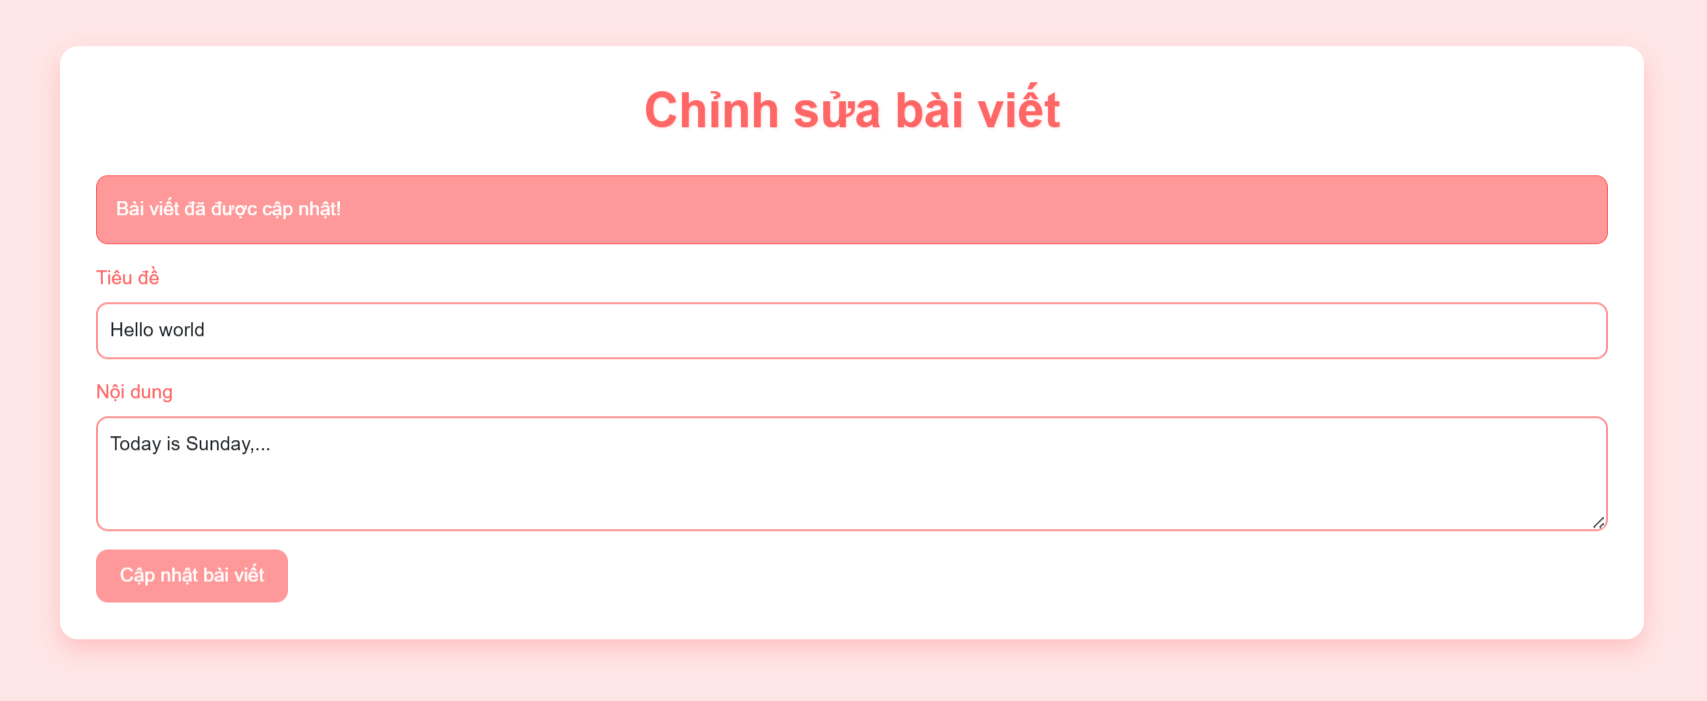 Chỉnh sửa bài viết
Bài viết đã được cập nhật!
Tiêu đề
Hello world
Nội dung
Today is Sunday,...
Cập nhật bài viết